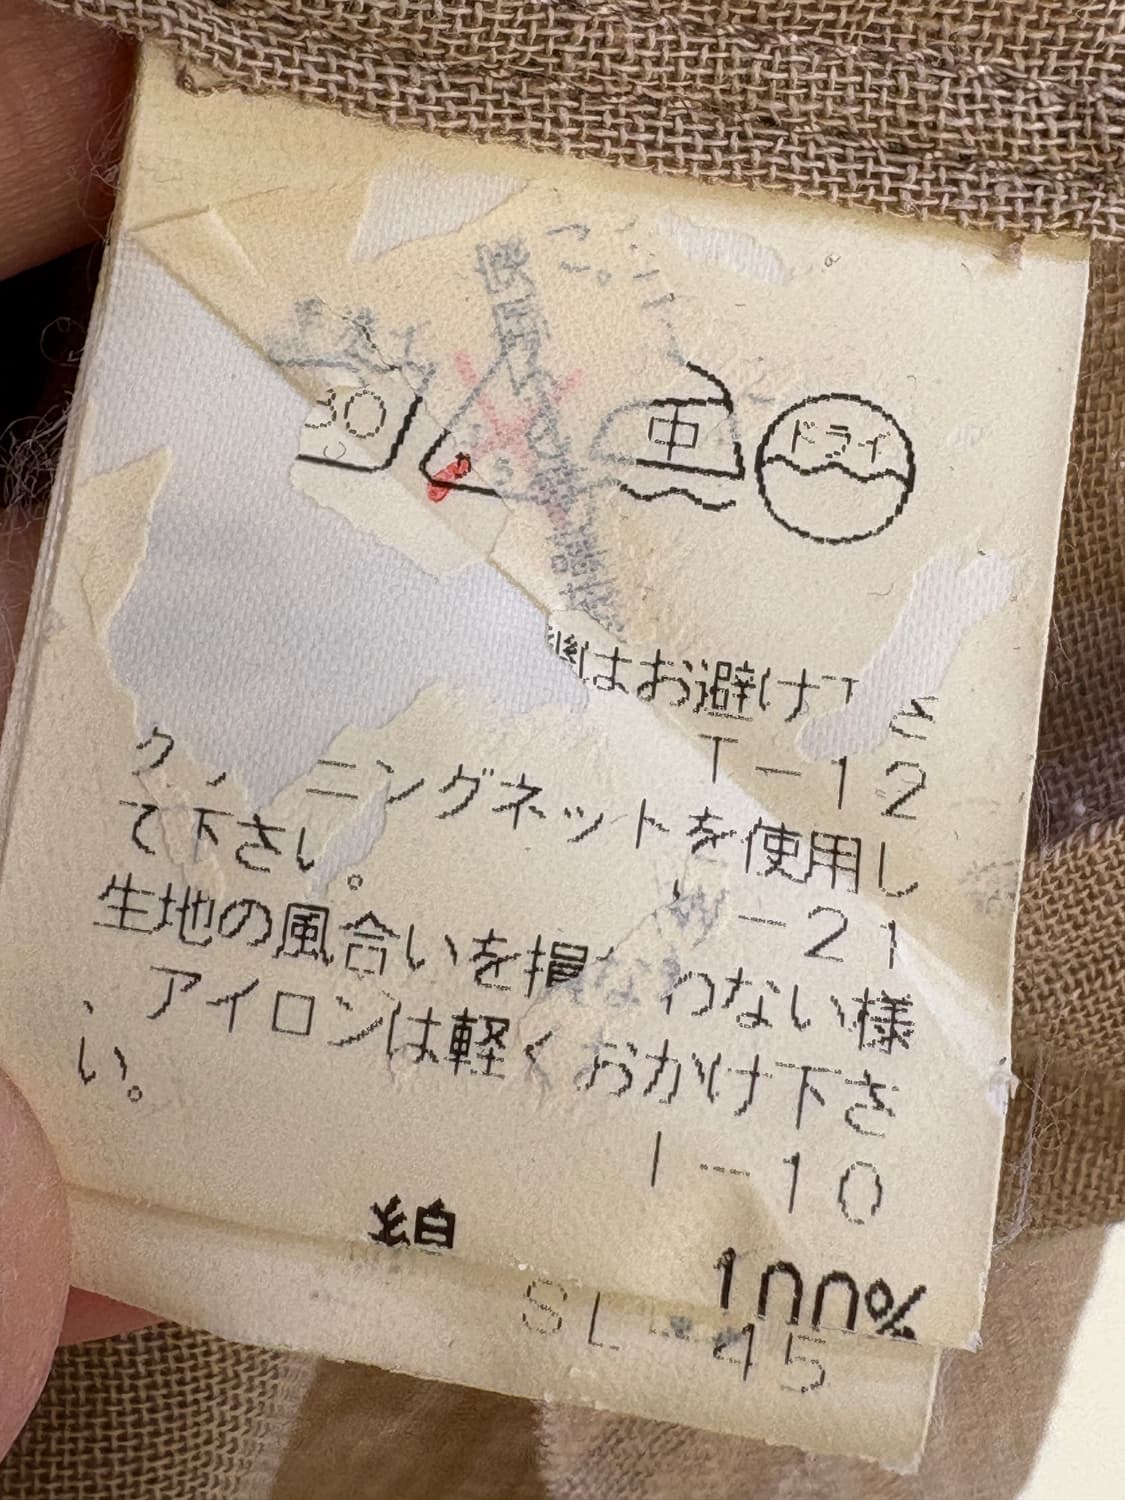 30 中 ドライ
はお避け
T-12
ニングネットを使用し
て下さい。
-21
生地の風合いを損なわない様
、アイロンは軽くおかけ下さ
い。
I-10
100%
SL-45